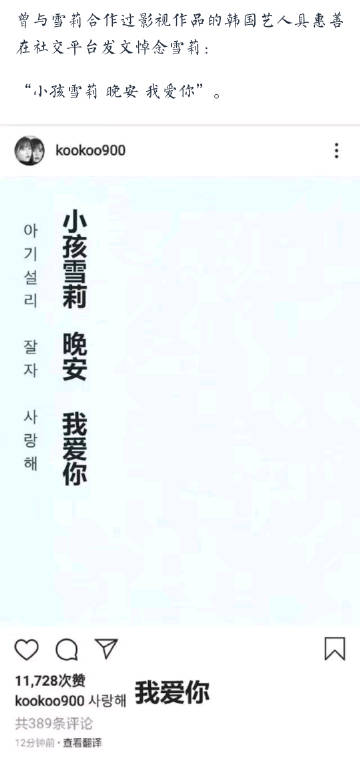 曾与雪莉合作过影视作品的韩国艺人具惠善
在社交平台发文悼念雪莉：
“小孩雪莉 晚安 我爱你”。
kookoo900
아기설리 잘자 사랑해
小孩雪莉 晚安 我爱你
11,728次赞
kookoo900 사랑해 我爱你
共389条评论
12分钟前・查看翻译